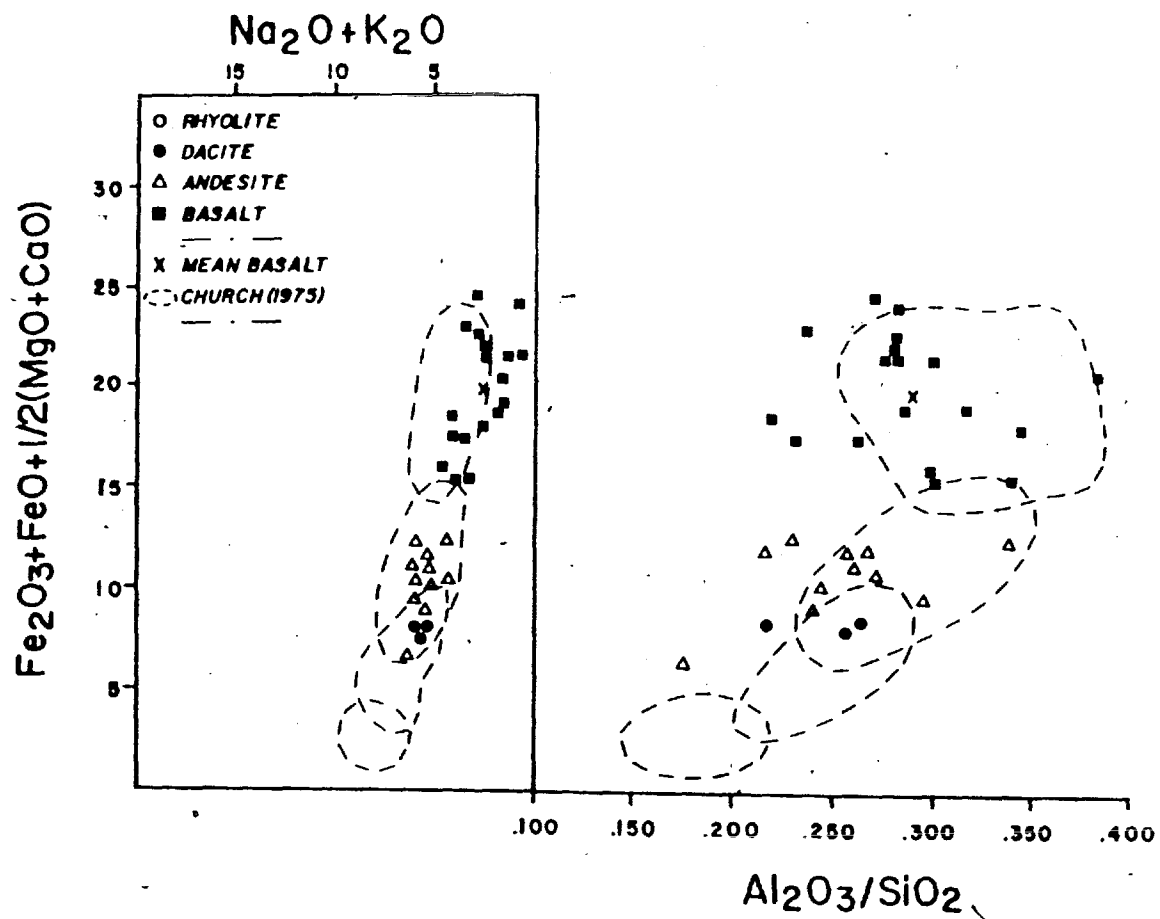 Na2O+K2O
15 10 5
Fe2O3+FeO+1/2(MgO+CaO)
RHYOLITE
DACITE
ANDESITE
BASALT
X MEAN BASALT
CHURCH (1975)
30
25
20
15
10
5
.100 .150 .200 .250 .300 .350 .400
Al2O3/SiO2